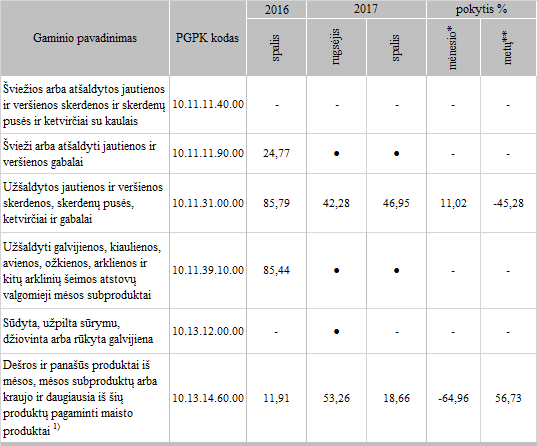 Gaminio pavadinimas PGPK kodas 2016 2017 pokytis %
spalis rugsėjis spalis mėnesio* metų**
Šviežios arba atšaldytos jautienos
ir veršienos skerdenos ir skerdenų
pusės ir ketvirčiai su kaulais
10.11.11.40.00 - - - - -
Švieži arba atšaldyti jautienos ir
veršienos gabalai
10.11.11.90.00 24,77 ● ● - -
Užšaldytos jautienos ir veršienos
skerdenos, skerdenų pusės,
ketvirčiai ir gabalai
10.11.31.00.00 85,79 42,28 46,95 11,02 -45,28
Užšaldyti galvijienos, kiaulienos,
avienos, ožkienos, arklienos ir
kitų arklinių šeimos atstovų
valgomieji mėsos subproduktai
10.11.39.10.00 85,44 ● ● - -
Sūdyta, užpilta sūrymu,
džiovinta arba rūkyta galvijiena
10.13.12.00.00 - ● - - -
Dešros ir panašūs produktai iš
mėsos, mėsos subproduktų arba
kraujo ir daugiausia iš šių
produktų pagaminti maisto
produktai 1)
10.13.14.60.00 11,91 53,26 18,66 -64,96 56,73